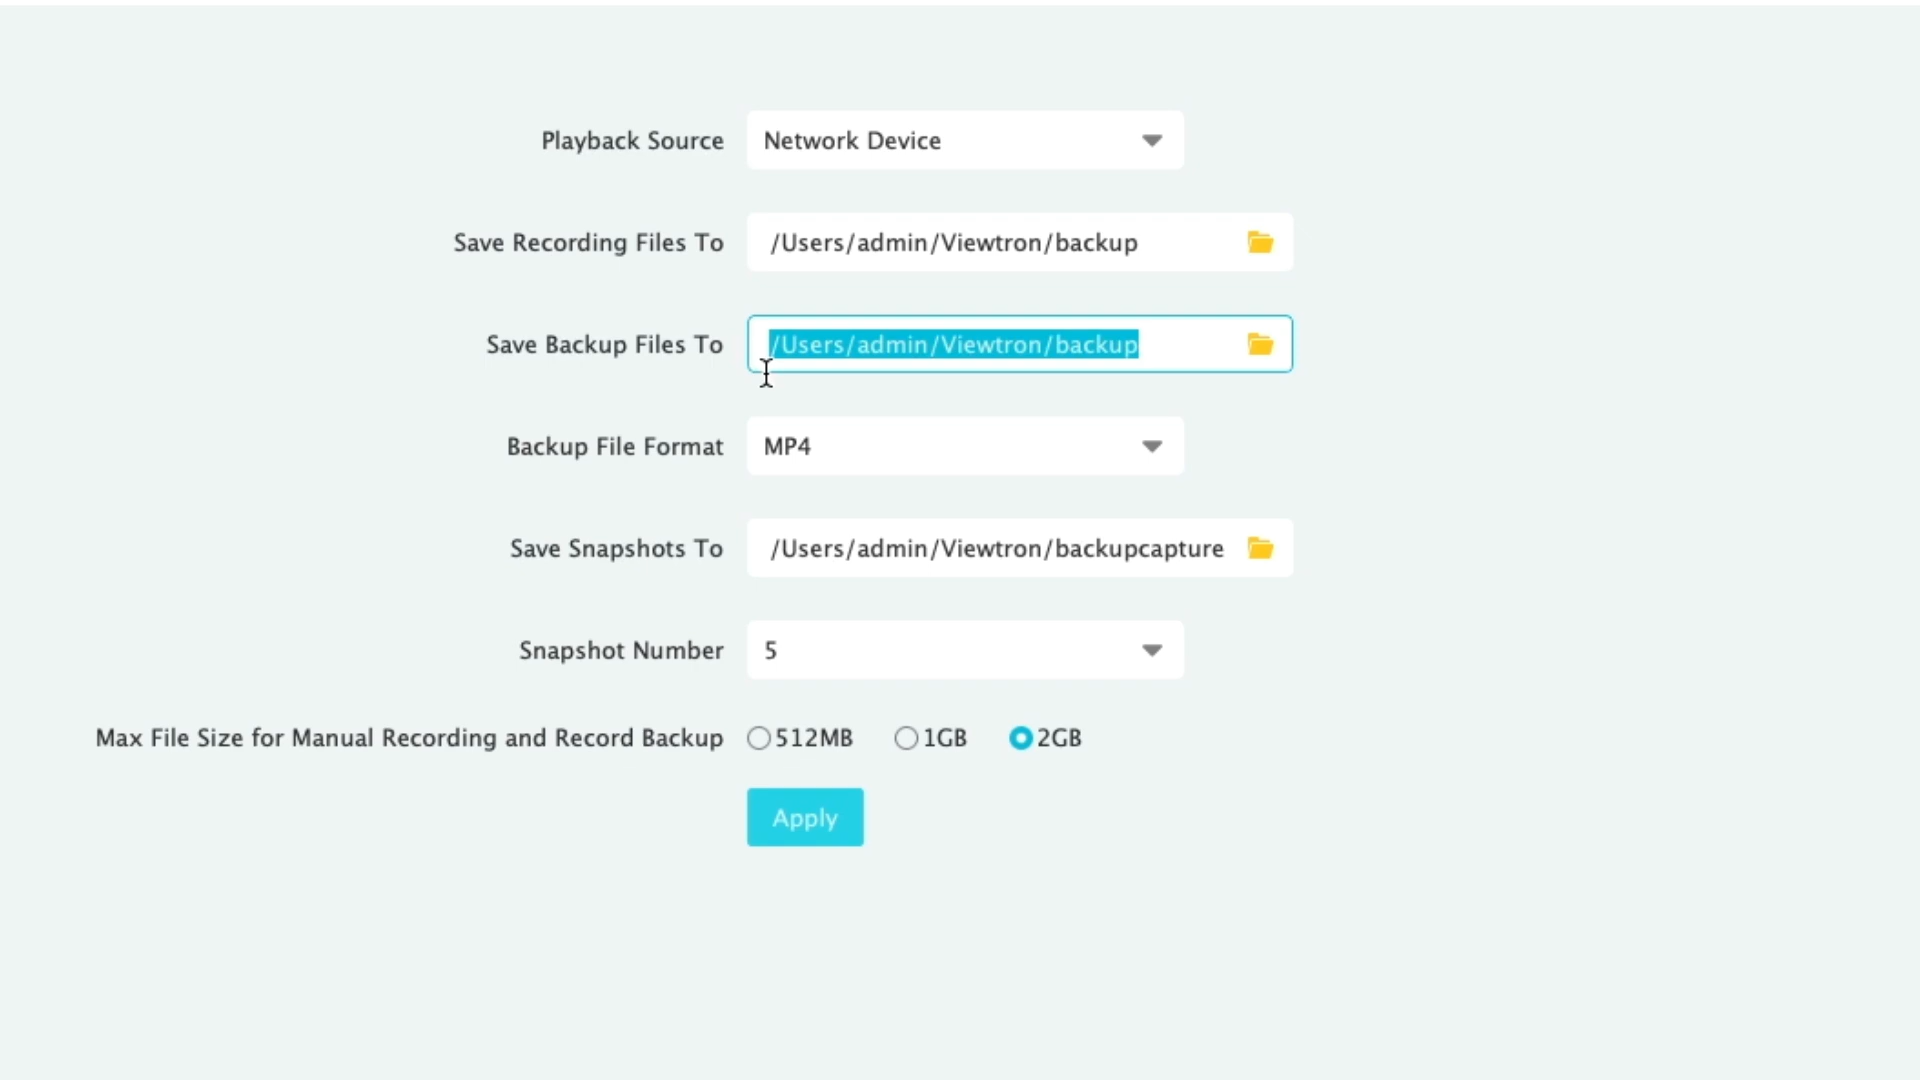 Playback Source Network Device
Save Recording Files To /Users/admin/Viewtron/backup
Save Backup Files To /Users/admin/Viewtron/backup
Backup File Format MP4
Save Snapshots To /Users/admin/Viewtron/backupcapture
Snapshot Number 5
Max File Size for Manual Recording and Record Backup 512MB 1GB 2GB
Apply